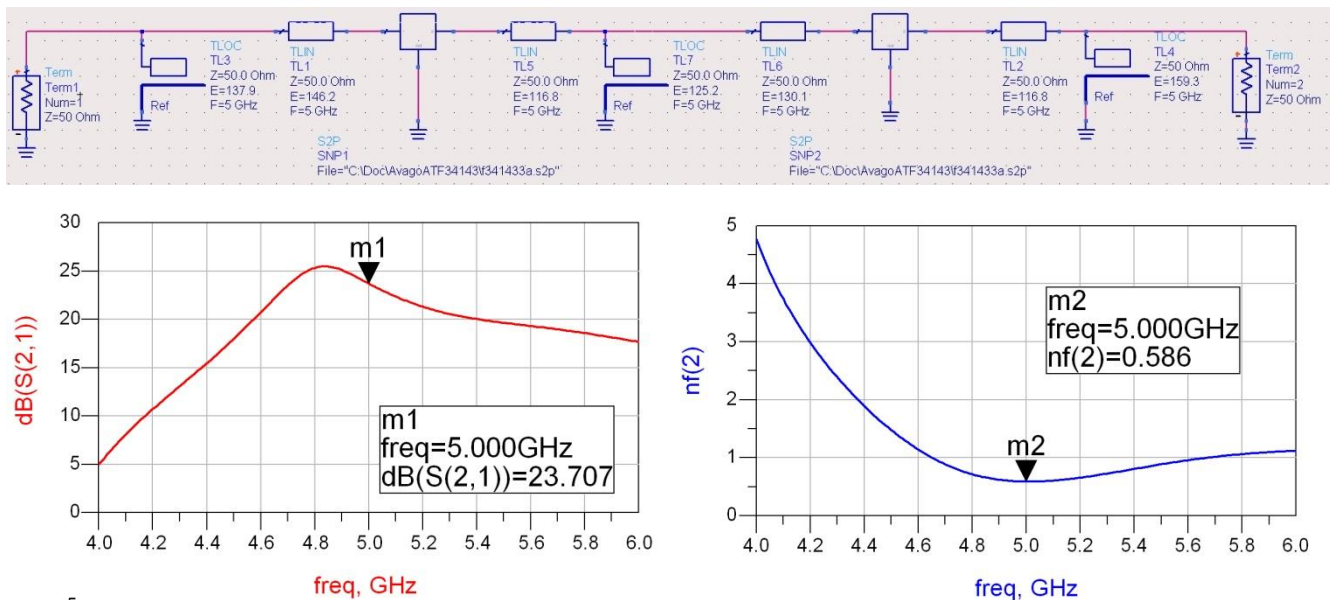 Term
Term1
Num=1
Z=50 Ohm
TLOC
TL3
Z=50.0 Ohm
E=137.9
F=5 GHz
Ref
TLIN
TL1
Z=50.0 Ohm
E=146.2
F=5 GHz
S2P
SNP1
File="C:\Doc\AvagoATF34143\f341433a.s2p"
TLIN
TL5
Z=50.0 Ohm
E=116.8
F=5 GHz
TLOC
TL7
Z=50.0 Ohm
E=125.2
F=5 GHz
Ref
TLIN
TL6
Z=50.0 Ohm
E=130.1
F=5 GHz
S2P
SNP2
File="C:\Doc\AvagoATF34143\f341433a.s2p"
TLIN
TL2
Z=50.0 Ohm
E=116.8
F=5 GHz
TLOC
TL4
Z=50 Ohm
E=159.3
F=5 GHz
Ref
Term
Term2
Num=2
Z=50 Ohm
dB(S(2,1))
30
25
20
15
10
5
0
m1
m1
freq=5.000GHz
dB(S(2,1))=23.707
4.0 4.2 4.4 4.6 4.8 5.0 5.2 5.4 5.6 5.8 6.0
freq, GHz
nf(2)
5
4
3
2
1
0
m2
freq=5.000GHz
nf(2)=0.586
m2
4.0 4.2 4.4 4.6 4.8 5.0 5.2 5.4 5.6 5.8 6.0
freq, GHz